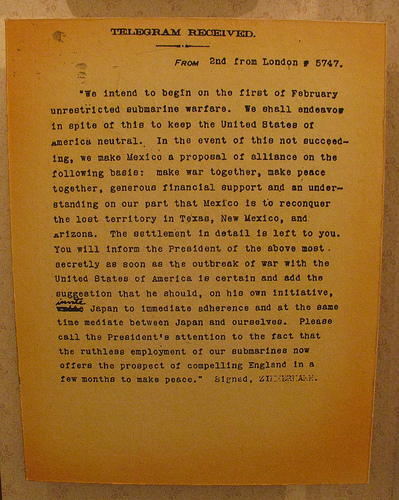 TELEGRAM RECEIVED.
FROM 2nd from London # 5747.
"We intend to begin on the first of February
unrestricted submarine warfare. We shall endeavor
in spite of this to keep the United States of
America neutral. In the event of this not succeed-
ing, we make Mexico a proposal of alliance on the
following basis: make war together, make peace
together, generous financial support and an under-
standing on our part that Mexico is to reconquer
the lost territory in Texas, New Mexico, and
Arizona. The settlement in detail is left to you.
You will inform the President of the above most
secretly as soon as the outbreak of war with the
United States of America is certain and add the
suggestion that he should, on his own initiative,
invite
Japan to immediate adherence and at the same
time mediate between Japan and ourselves. Please
call the President's attention to the fact that
the ruthless employment of our submarines now
offers the prospect of compelling England in a
few months to make peace." Signed, ZIMMERMANN.